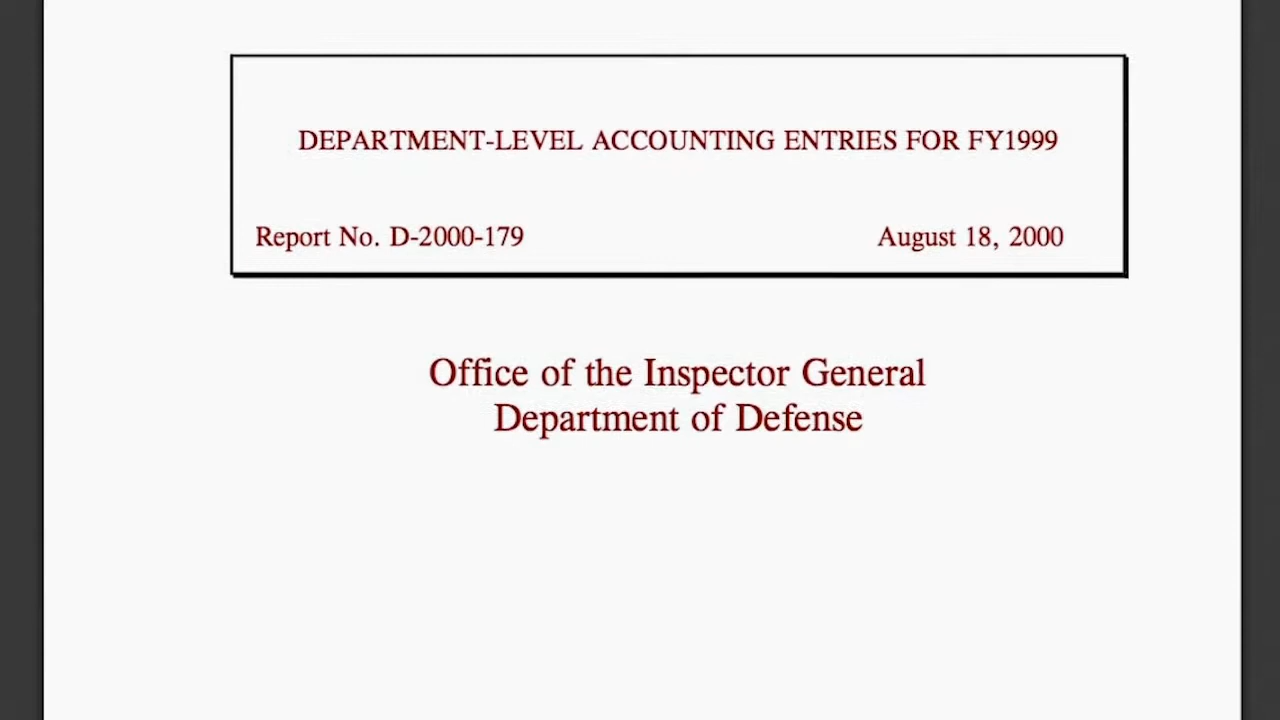 DEPARTMENT-LEVEL ACCOUNTING ENTRIES FOR FY1999
Report No. D-2000-179 August 18, 2000
Office of the Inspector General
Department of Defense